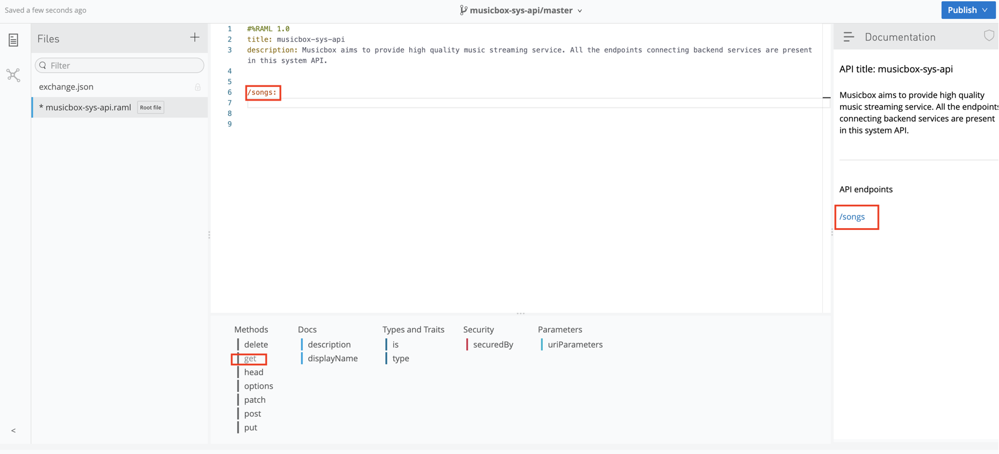 Saved a few seconds ago
musicbox-sys-api/master
Publish
Files
Filter
exchange.json
* musicbox-sys-api.raml Root file
1 #%RAML 1.0
2 title: musicbox-sys-api
3 description: Musicbox aims to provide high quality music streaming service. All the endpoints connecting backend services are present
in this system API.
4
5
6 /songs:
7
8
9
Documentation
API title: musicbox-sys-api
Musicbox aims to provide high quality
music streaming service. All the endpoints
connecting backend services are present
in this system API.
API endpoints
/songs
Methods
delete
get
head
options
patch
post
put
Docs
description
displayName
Types and Traits
is
type
Security
securedBy
Parameters
uriParameters
<